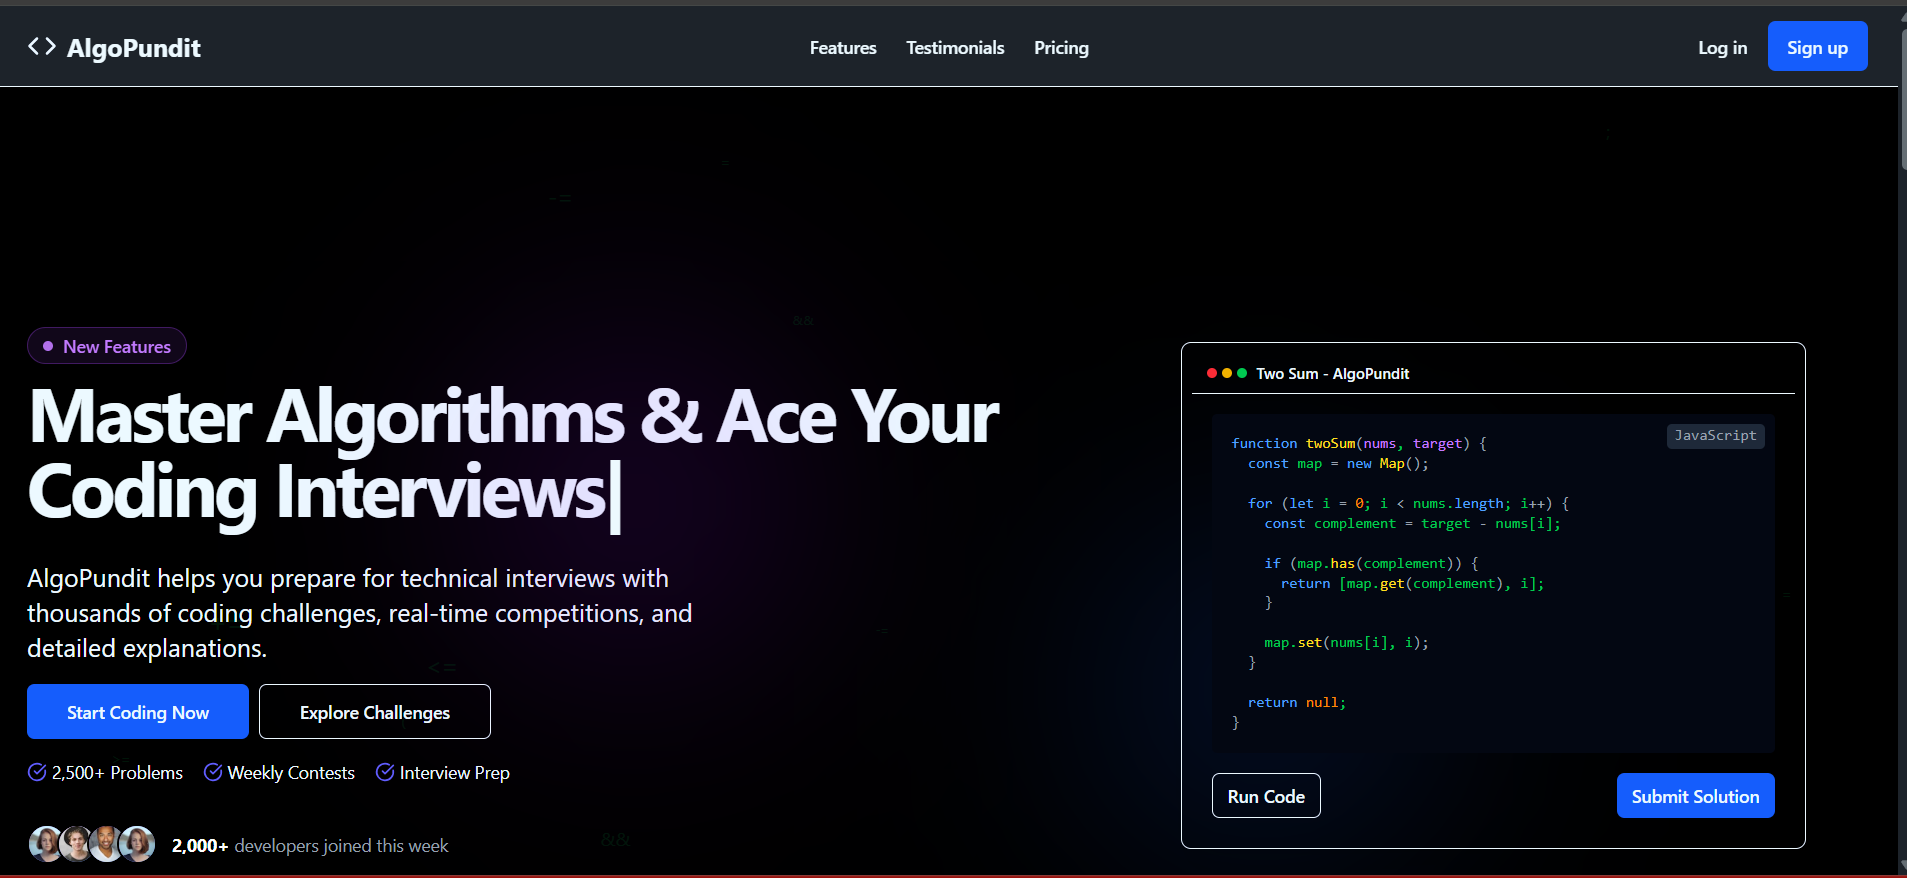 <> AlgoPundit
Features Testimonials Pricing
Log in Sign up
New Features
Master Algorithms & Ace Your
Coding Interviews|
AlgoPundit helps you prepare for technical interviews with
thousands of coding challenges, real-time competitions, and
detailed explanations.
Start Coding Now Explore Challenges
2,500+ Problems Weekly Contests Interview Prep
2,000+ developers joined this week
Two Sum - AlgoPundit
JavaScript
function twoSum(nums, target) {
  const map = new Map();
  for (let i = 0; i < nums.length; i++) {
    const complement = target - nums[i];
    if (map.has(complement)) {
      return [map.get(complement), i];
    }
    map.set(nums[i], i);
  }
  return null;
}
Run Code Submit Solution
=
-=
&&
<=
&&